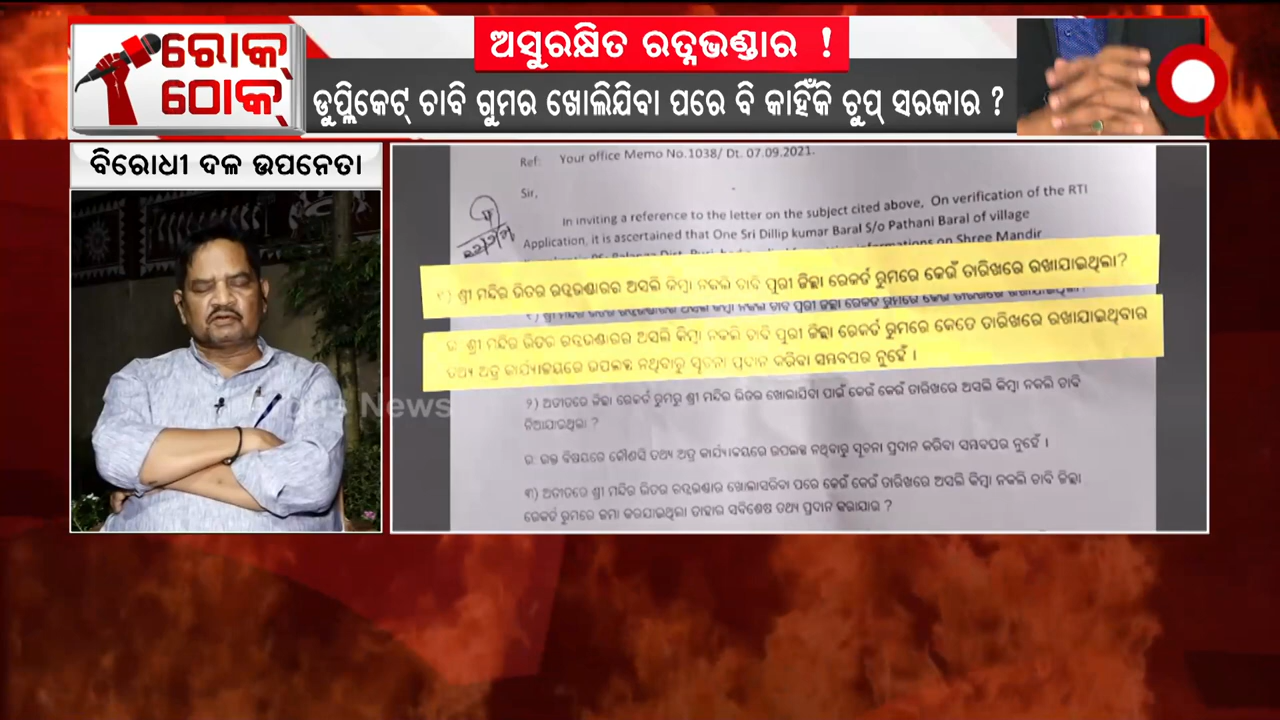 ରୋକ୍
ଠୋକ୍
ଅସୁରକ୍ଷିତ ରତ୍ନଭଣ୍ଡାର !
ଡୁପ୍ଲିକେଟ୍ ଚାବି ଗୁମର ଖୋଲିଯିବା ପରେ ବି କାହିଁକି ଚୁପ୍ ସରକାର ?
ବିରୋଧୀ ଦଳ ଉପନେତା
Ref: Your office Memo No.1038/ Dt. 07.09.2021.
Sir,
In inviting a reference to the letter on the subject cited above, On verification of the RTI
Application, it is ascertained that One Sri Dillip kumar Baral S/o Pathani Baral of village
informations on Shree Mandir
୧) ଶ୍ରୀ ମନ୍ଦିର ଭିତର ରତ୍ନଭଣ୍ଡାରର ଅସଲି କିମ୍ବା ନକଲି ଚାବି ପୁରୀ ଜିଲ୍ଲା ରେକର୍ଡ ରୁମରେ କେଉଁ ତାରିଖରେ ରଖାଯାଇଥିଲା?
ଉ: ଶ୍ରୀ ମନ୍ଦିର ଭିତର ରତ୍ନଭଣ୍ଡାରର ଅସଲି କିମ୍ବା ନକଲି ଚାବି ପୁରୀ ଜିଲ୍ଲା ରେକର୍ଡ ରୁମରେ କେତେ ତାରିଖରେ ରଖାଯାଇଥିବାର
ତଥ୍ୟ ଅତ୍ର କାର୍ଯ୍ୟାଳୟରେ ଉପଲବ୍ଧ ନଥିବାରୁ ସୂଚନା ପ୍ରଦାନ କରିବା ସମ୍ଭବପର ନୁହେଁ ।
୨) ଅତୀତରେ ଜିଲ୍ଲା ରେକର୍ଡ ରୁମରୁ ଶ୍ରୀ ମନ୍ଦିର ଭିତର ଖୋଲାଯିବା ପାଇଁ କେଉଁ କେଉଁ ତାରିଖରେ ଅସଲି କିମ୍ବା ନକଲି ଚାବି
ନିଆଯାଇଥିଲା ?
ଉ: ଉକ୍ତ ବିଷୟରେ କୌଣସି ତଥ୍ୟ ଅତ୍ର କାର୍ଯ୍ୟାଳୟରେ ଉପଲବ୍ଧ ନଥିବାରୁ ସୂଚନା ପ୍ରଦାନ କରିବା ସମ୍ଭବପର ନୁହେଁ ।
୩) ଅତୀତରେ ଶ୍ରୀ ମନ୍ଦିର ଭିତର ରତ୍ନଭଣ୍ଡାର ଖୋଲାସରିବା ପରେ କେଉଁ କେଉଁ ତାରିଖରେ ଅସଲି କିମ୍ବା ନକଲି ଚାବି ଜିଲ୍ଲା
ରେକର୍ଡ ରୁମରେ ଜମା କରଯାଇଥିଲା ତାହାର ସବିଶେଷ ତଥ୍ୟ ପ୍ରଦାନ କରାଯାଉ ?
News